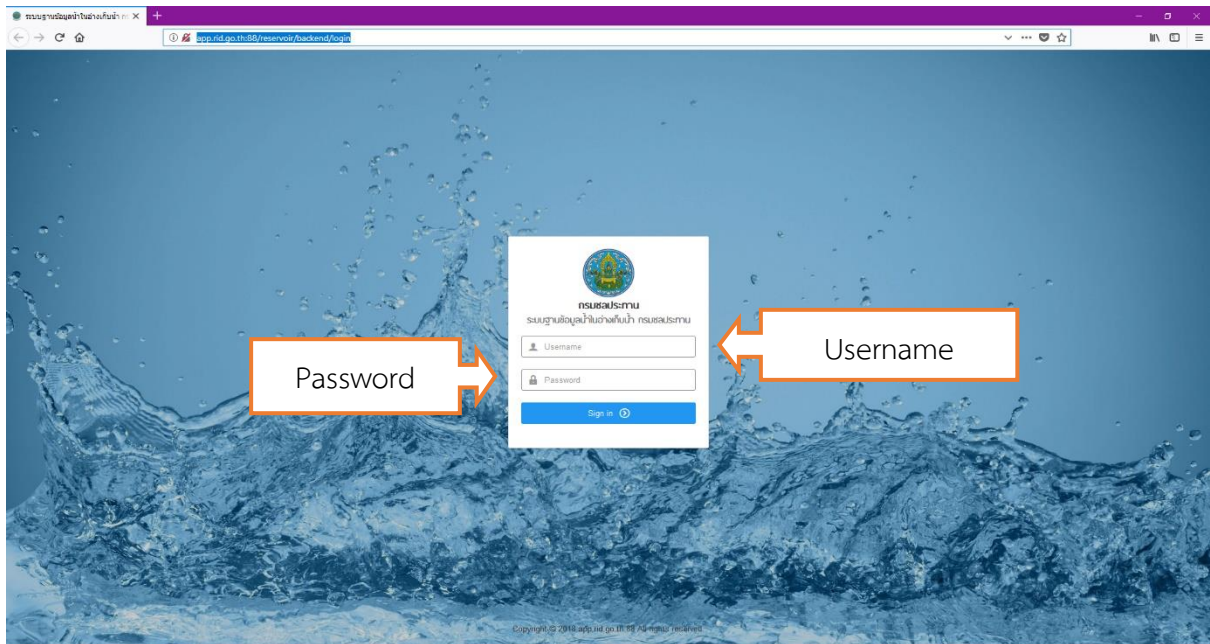 ระบบฐานข้อมูลน้ำในอ่างเก็บน้ำ กร
app.rid.go.th:88/reservoir/backend/login
กรมชลประทาน
ระบบฐานข้อมูลน้ำในอ่างเก็บน้ำ กรมชลประทาน
Username
Username
Password
Password
Sign in
Copyright © 2018 app.rid.go.th:88 All rights reserved